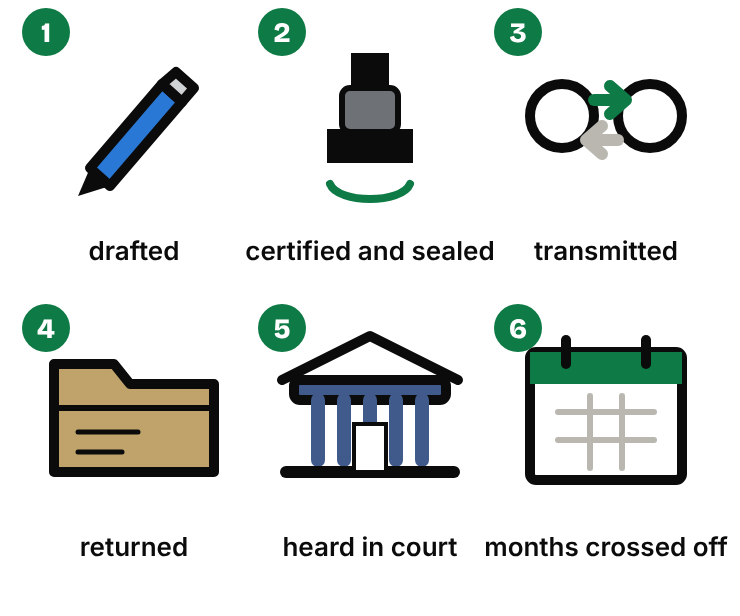 1
2
3
drafted
certified and sealed
transmitted
4
5
6
returned
heard in court
months crossed off